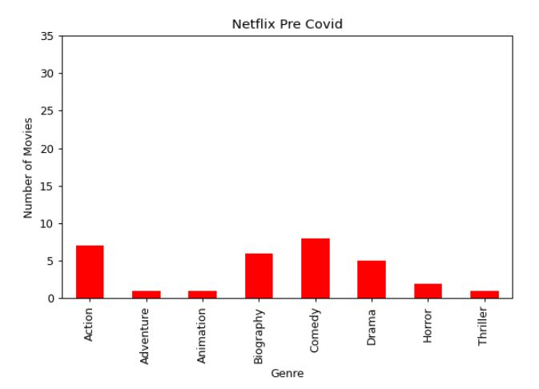 Netflix Pre Covid
35
30
25
20
15
10
5
0
Number of Movies
Action
Adventure
Animation
Biography
Comedy
Drama
Horror
Thriller
Genre